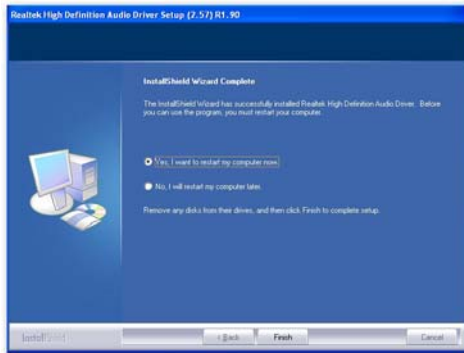 Realtek High Definition Audio Driver Setup (2.57) R1.90
InstallShield Wizard Complete
The InstallShield Wizard has successfully installed Realtek High Definition Audio Driver. Before
you can use the program, you must restart your computer.
Yes, I want to restart my computer now.
No, I will restart my computer later.
Remove any disks from their drives, and then click Finish to complete setup.
InstallShield
< Back
Finish
Cancel